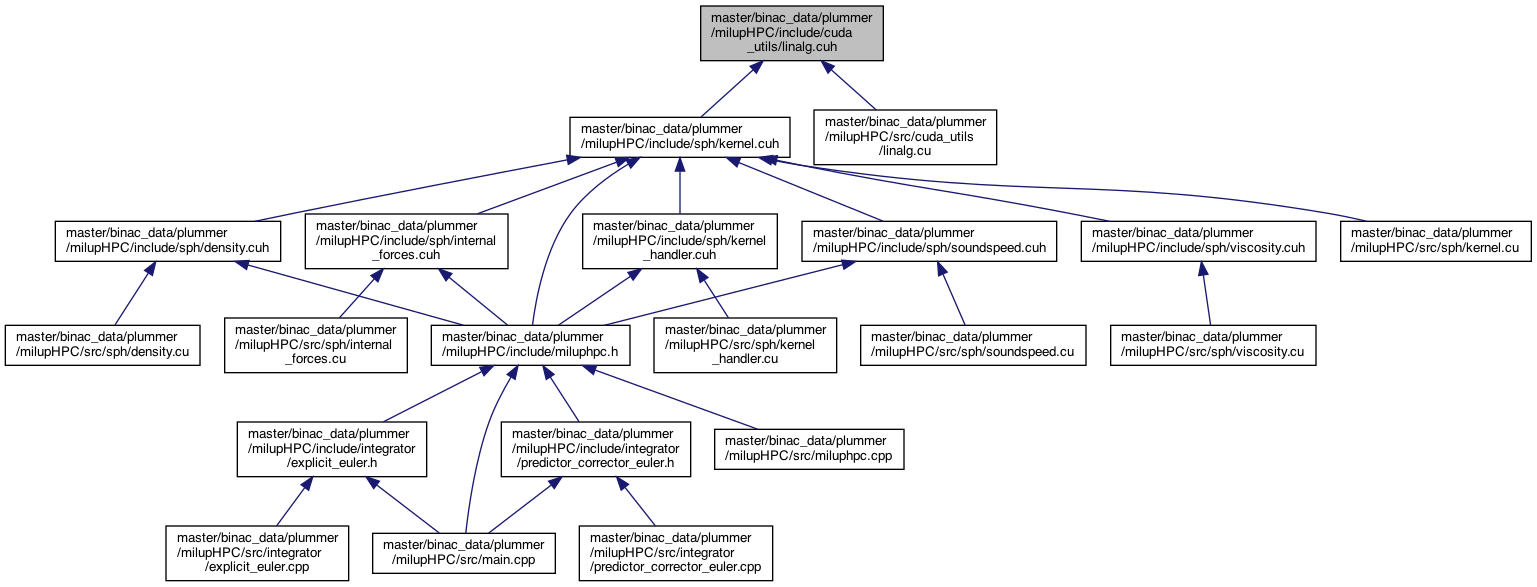 master/binac_data/plummer
/milupHPC/include/cuda
_utils/linalg.cuh
master/binac_data/plummer
/milupHPC/include/sph/kernel.cuh
master/binac_data/plummer
/milupHPC/src/cuda_utils
/linalg.cu
master/binac_data/plummer
/milupHPC/include/sph/density.cuh
master/binac_data/plummer
/milupHPC/include/sph/internal
_forces.cuh
master/binac_data/plummer
/milupHPC/include/sph/kernel
_handler.cuh
master/binac_data/plummer
/milupHPC/include/sph/soundspeed.cuh
master/binac_data/plummer
/milupHPC/include/sph/viscosity.cuh
master/binac_data/plummer
/milupHPC/src/sph/kernel.cu
master/binac_data/plummer
/milupHPC/src/sph/density.cu
master/binac_data/plummer
/milupHPC/src/sph/internal
_forces.cu
master/binac_data/plummer
/milupHPC/include/miluphpc.h
master/binac_data/plummer
/milupHPC/src/sph/kernel
_handler.cu
master/binac_data/plummer
/milupHPC/src/sph/soundspeed.cu
master/binac_data/plummer
/milupHPC/src/sph/viscosity.cu
master/binac_data/plummer
/milupHPC/include/integrator
/explicit_euler.h
master/binac_data/plummer
/milupHPC/include/integrator
/predictor_corrector_euler.h
master/binac_data/plummer
/milupHPC/src/miluphpc.cpp
master/binac_data/plummer
/milupHPC/src/integrator
/explicit_euler.cpp
master/binac_data/plummer
/milupHPC/src/main.cpp
master/binac_data/plummer
/milupHPC/src/integrator
/predictor_corrector_euler.cpp